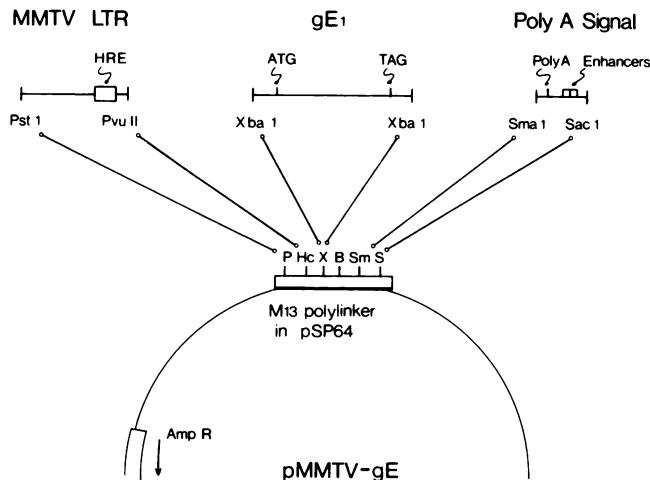 MMTV LTR
gE1
Poly A Signal
HRE
ATG
TAG
PolyA Enhancers
Pst 1
Pvu II
Xba 1
Xba 1
Sma 1
Sac 1
P Hc X B Sm S
M13 polylinker
in pSP64
Amp R
pMMTV-gE